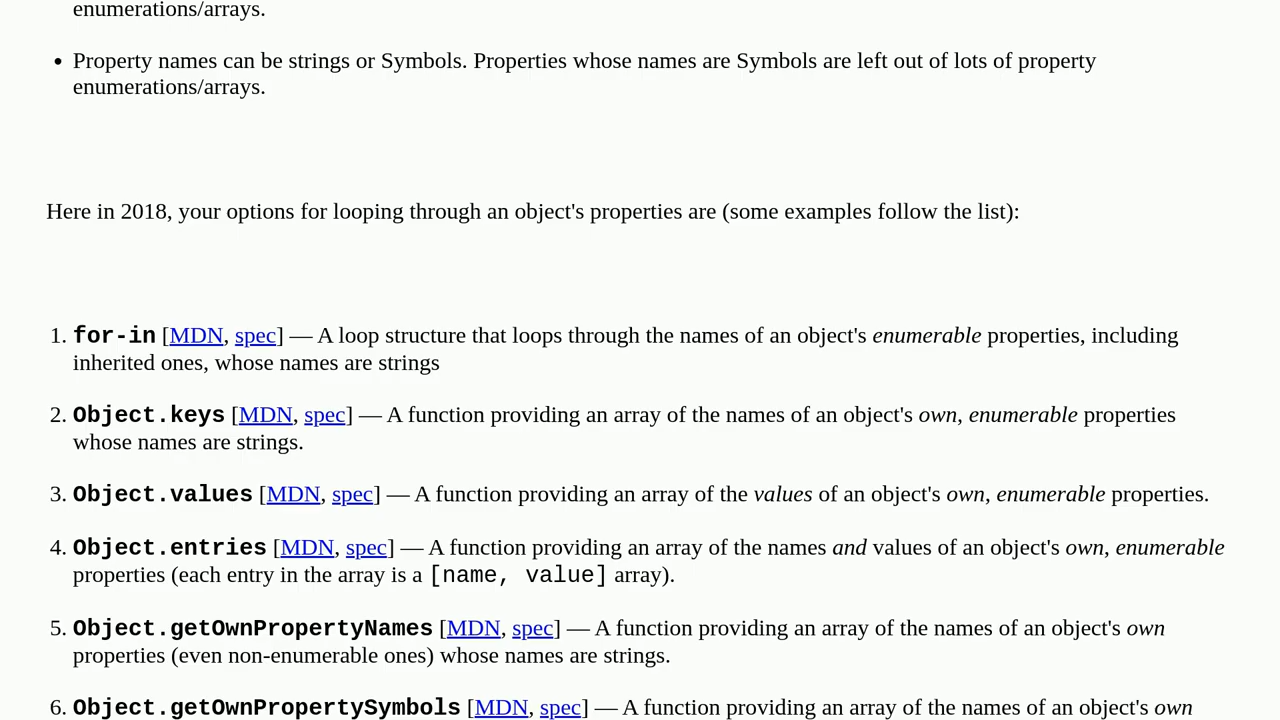 enumerations/arrays.
• Property names can be strings or Symbols. Properties whose names are Symbols are left out of lots of property
enumerations/arrays.
Here in 2018, your options for looping through an object's properties are (some examples follow the list):
1. for-in [MDN, spec] — A loop structure that loops through the names of an object's enumerable properties, including
inherited ones, whose names are strings
2. Object.keys [MDN, spec] — A function providing an array of the names of an object's own, enumerable properties
whose names are strings.
3. Object.values [MDN, spec] — A function providing an array of the values of an object's own, enumerable properties.
4. Object.entries [MDN, spec] — A function providing an array of the names and values of an object's own, enumerable
properties (each entry in the array is a [name, value] array).
5. Object.getOwnPropertyNames [MDN, spec] — A function providing an array of the names of an object's own
properties (even non-enumerable ones) whose names are strings.
6. Object.getOwnPropertySymbols [MDN, spec] — A function providing an array of the names of an object's own